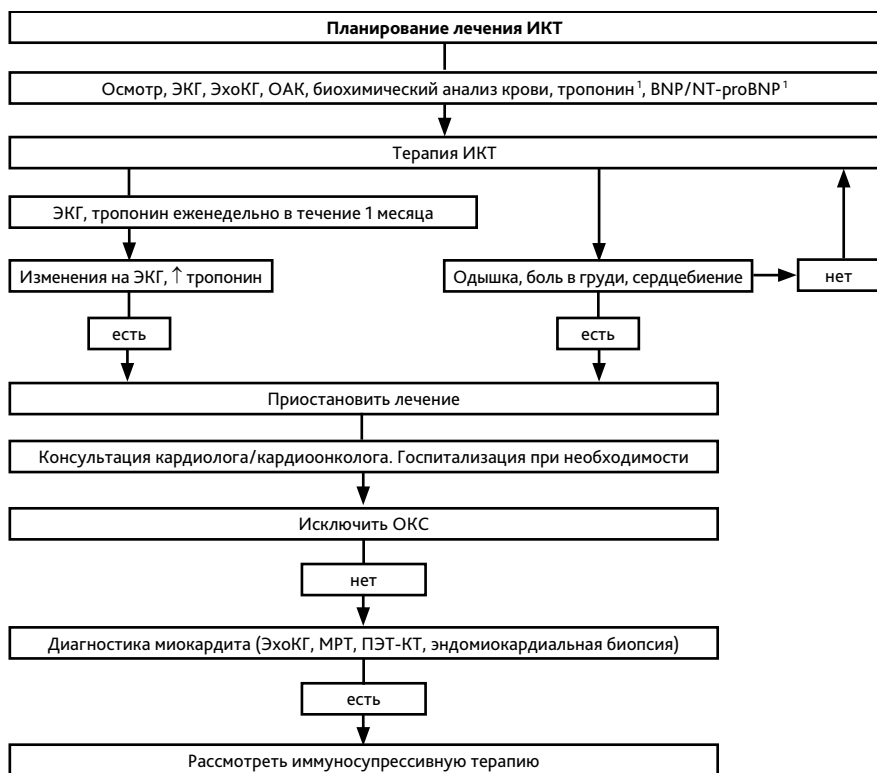 Планирование лечения ИКТ
Осмотр, ЭКГ, ЭхоКГ, ОАК, биохимический анализ крови, тропонин¹, BNP/NT-proBNP¹
Терапия ИКТ
ЭКГ, тропонин еженедельно в течение 1 месяца
Изменения на ЭКГ, ↑ тропонин
Одышка, боль в груди, сердцебиение
нет
есть
есть
Приостановить лечение
Консультация кардиолога/кардиоонколога. Госпитализация при необходимости
Исключить ОКС
нет
Диагностика миокардита (ЭхоКГ, МРТ, ПЭТ-КТ, эндомиокардиальная биопсия)
есть
Рассмотреть иммуносупрессивную терапию